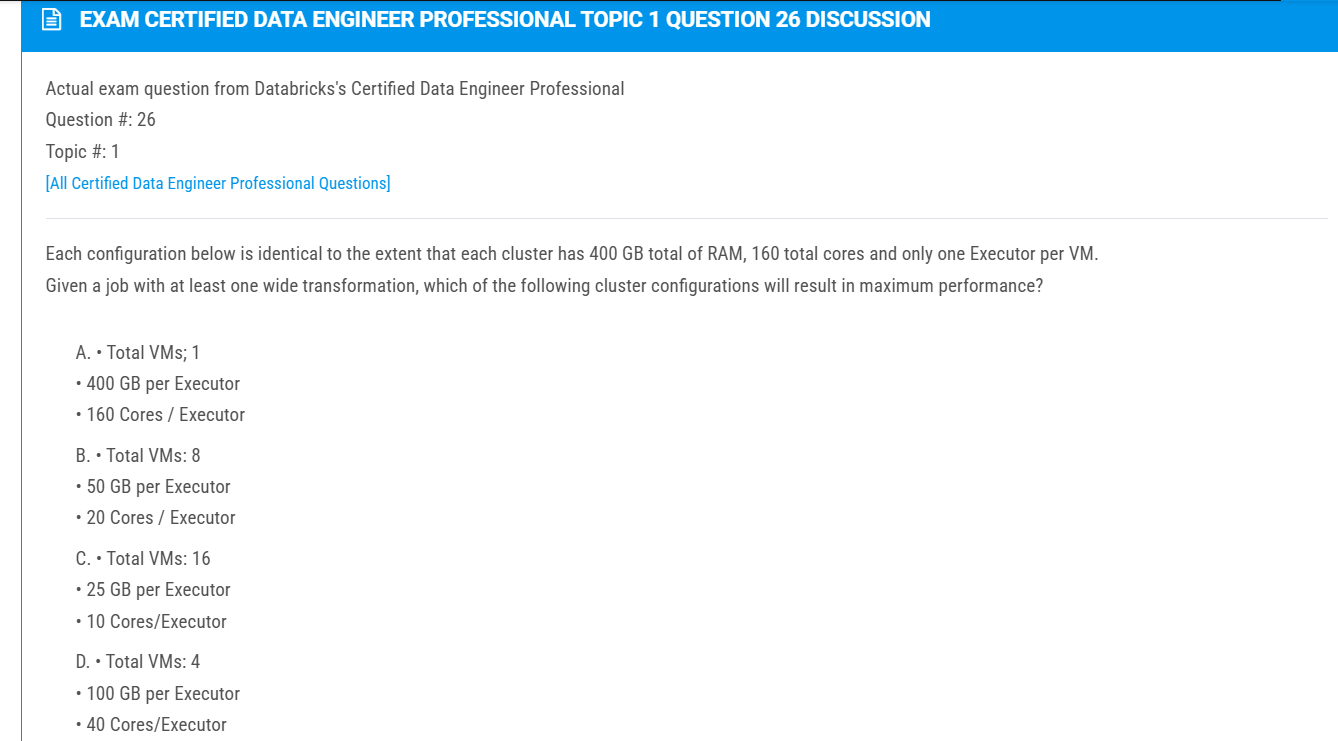 EXAM CERTIFIED DATA ENGINEER PROFESSIONAL TOPIC 1 QUESTION 26 DISCUSSION
Actual exam question from Databricks's Certified Data Engineer Professional
Question #: 26
Topic #: 1
[All Certified Data Engineer Professional Questions]
Each configuration below is identical to the extent that each cluster has 400 GB total of RAM, 160 total cores and only one Executor per VM.
Given a job with at least one wide transformation, which of the following cluster configurations will result in maximum performance?
A. • Total VMs; 1
• 400 GB per Executor
• 160 Cores / Executor
B. • Total VMs: 8
• 50 GB per Executor
• 20 Cores / Executor
C. • Total VMs: 16
• 25 GB per Executor
• 10 Cores/Executor
D. • Total VMs: 4
• 100 GB per Executor
• 40 Cores/Executor